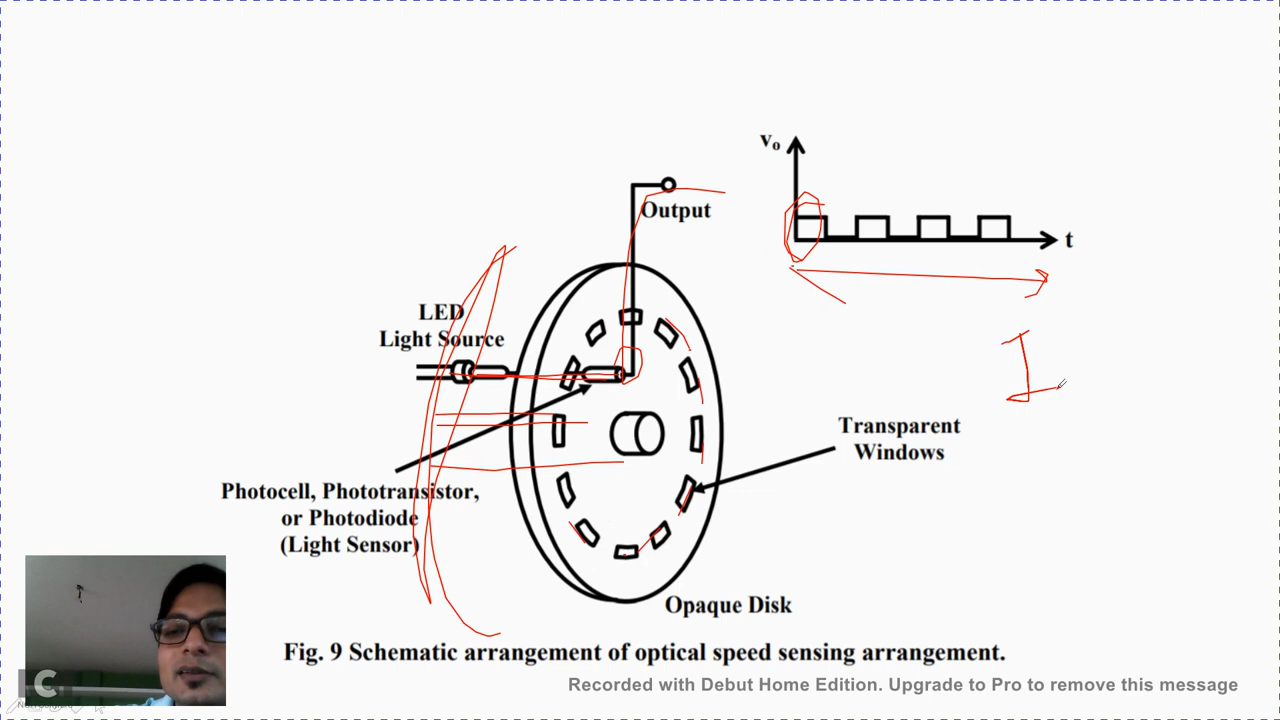 v₀
Output
t
LED
Light Source
I
Transparent
Windows
Photocell, Phototransistor,
or Photodiode
(Light Sensor)
Opaque Disk
Fig. 9 Schematic arrangement of optical speed sensing arrangement.
Recorded with Debut Home Edition. Upgrade to Pro to remove this message